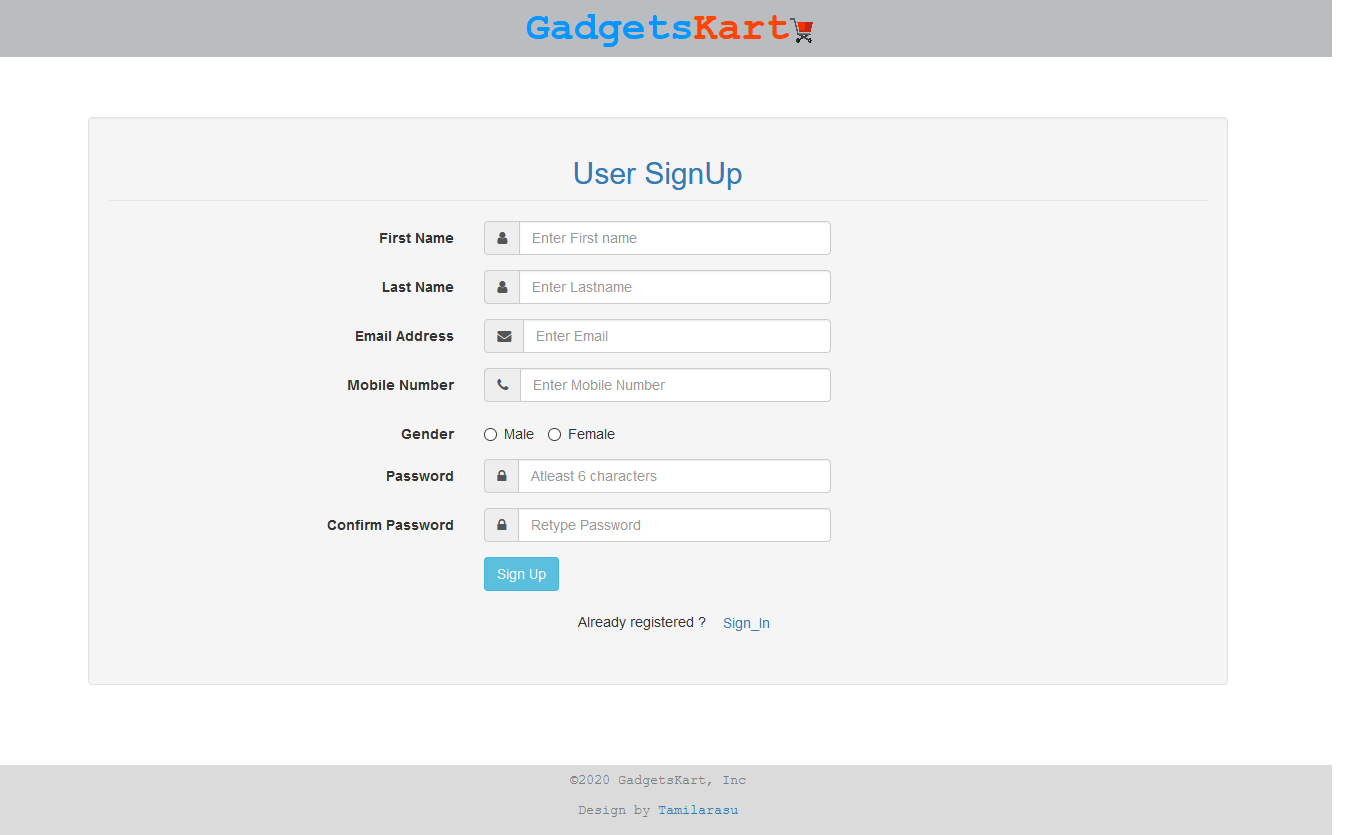 GadgetsKart
User SignUp
First Name Enter First name
Last Name Enter Lastname
Email Address Enter Email
Mobile Number Enter Mobile Number
Gender Male Female
Password Atleast 6 characters
Confirm Password Retype Password
Sign Up
Already registered ? Sign_In
©2020 GadgetsKart, Inc
Design by Tamilarasu